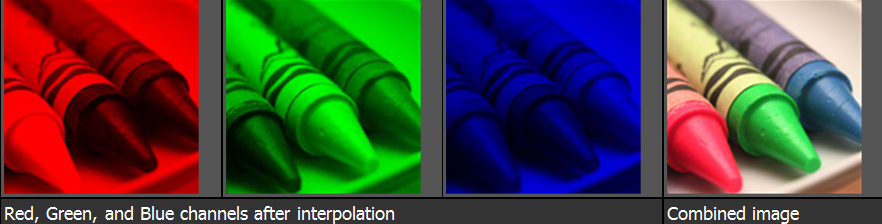 Red, Green, and Blue channels after interpolation
Combined image